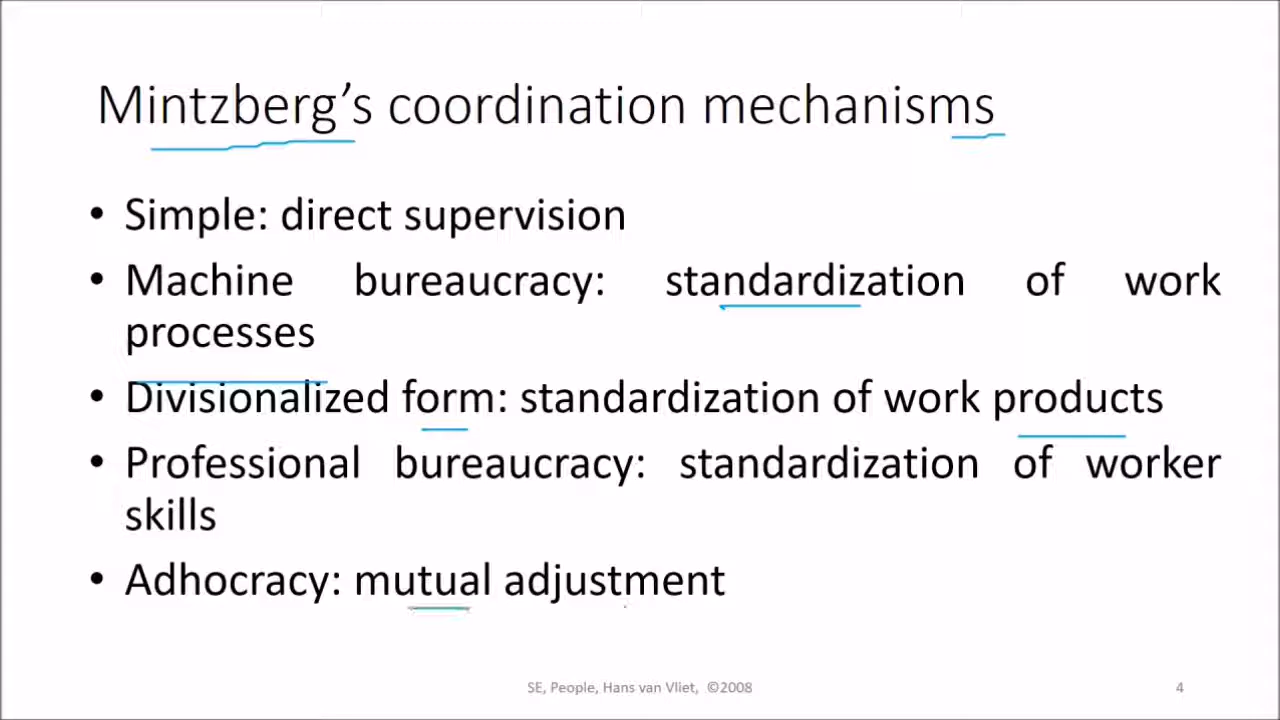 Mintzberg's coordination mechanisms
• Simple: direct supervision
• Machine bureaucracy: standardization of work
processes
• Divisionalized form: standardization of work products
• Professional bureaucracy: standardization of worker
skills
• Adhocracy: mutual adjustment
SE, People, Hans van Vliet, ©2008
4